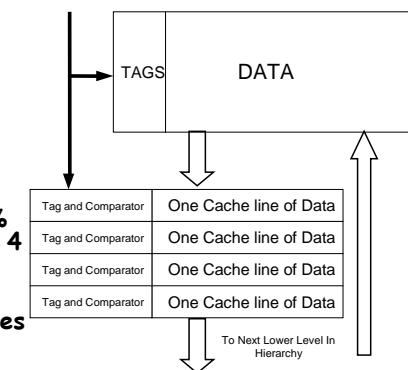 TAGS DATA
%
4
es
Tag and Comparator One Cache line of Data
Tag and Comparator One Cache line of Data
Tag and Comparator One Cache line of Data
Tag and Comparator One Cache line of Data
To Next Lower Level In
Hierarchy